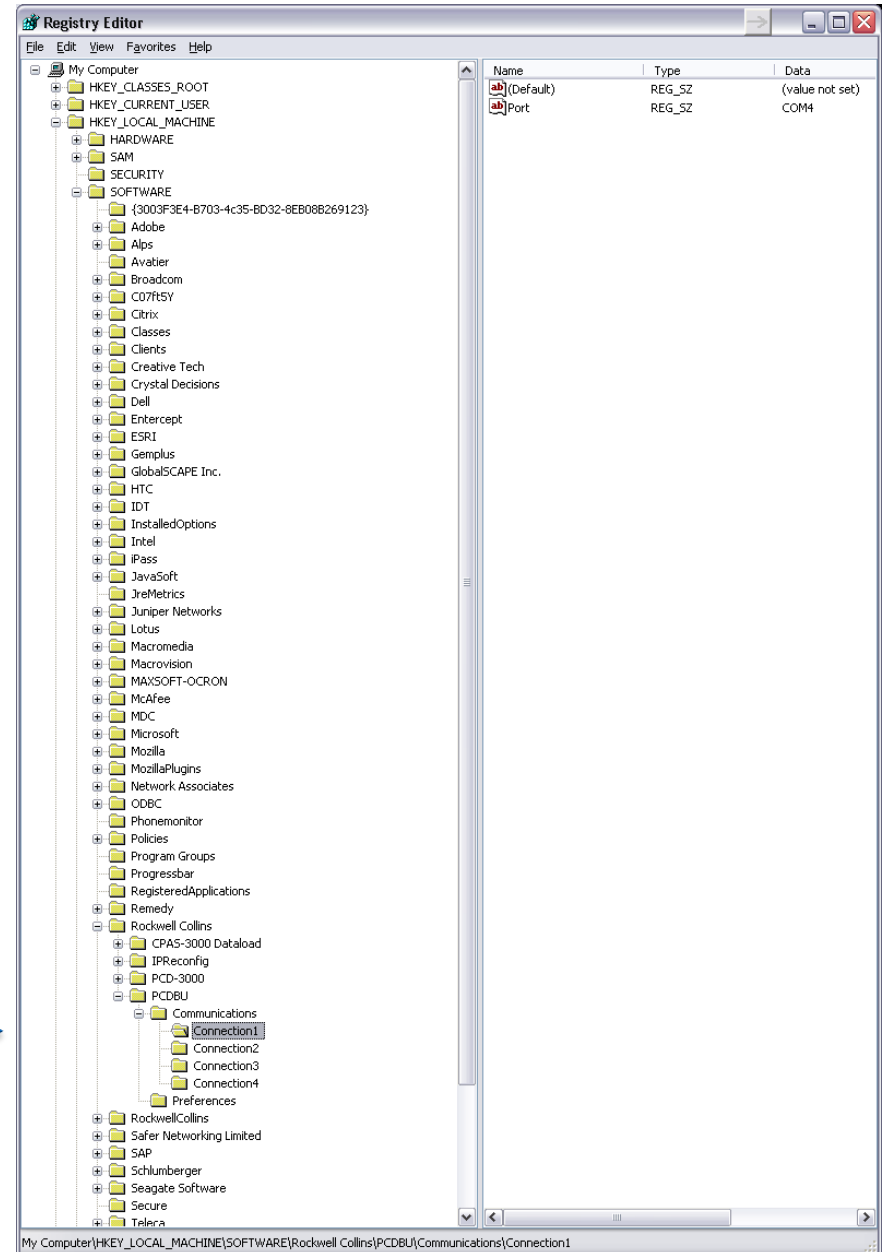 Registry Editor
File Edit View Favorites Help
My Computer
HKEY_CLASSES_ROOT
HKEY_CURRENT_USER
HKEY_LOCAL_MACHINE
HARDWARE
SAM
SECURITY
SOFTWARE
{3003F3E4-B703-4c35-BD32-8EB08B269123}
Adobe
Alps
Avatier
Broadcom
C07ft5Y
Citrix
Classes
Clients
Creative Tech
Crystal Decisions
Dell
Entercept
ESRI
Gemplus
GlobalSCAPE Inc.
HTC
IDT
InstalledOptions
Intel
iPass
JavaSoft
JreMetrics
Juniper Networks
Lotus
Macromedia
Macrovision
MAXSOFT-OCRON
McAfee
MDC
Microsoft
Mozilla
MozillaPlugins
Network Associates
ODBC
Phonemonitor
Policies
Program Groups
Progressbar
RegisteredApplications
Remedy
Rockwell Collins
CPAS-3000 Dataload
IPReconfig
PCD-3000
PCDBU
Communications
Connection1
Connection2
Connection3
Connection4
Preferences
RockwellCollins
Safer Networking Limited
SAP
Schlumberger
Seagate Software
Secure
Teleca
Name Type Data
ab (Default) REG_SZ (value not set)
ab Port REG_SZ COM4
My Computer\HKEY_LOCAL_MACHINE\SOFTWARE\Rockwell Collins\PCDBU\Communications\Connection1